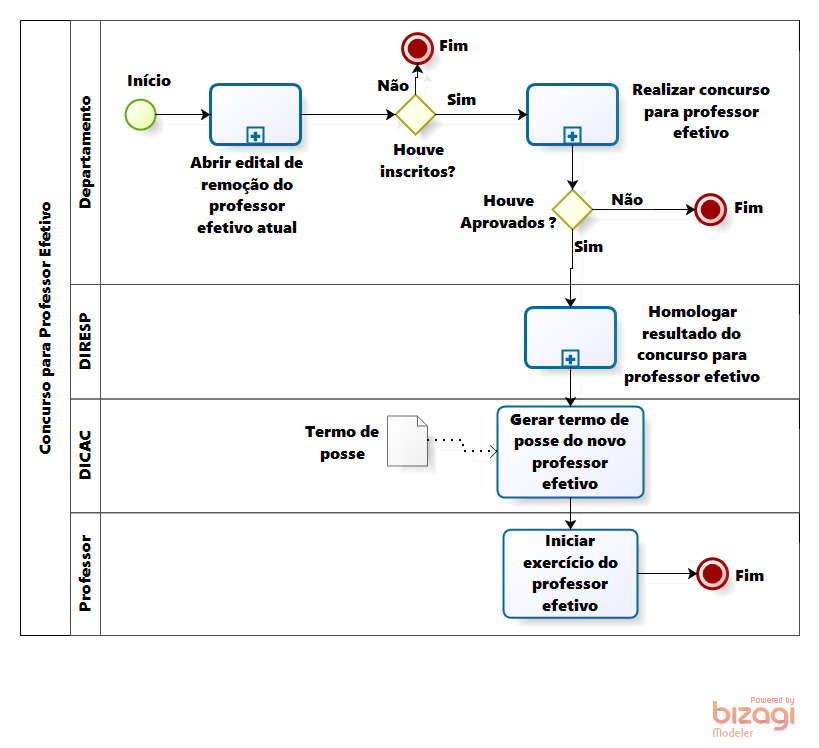 Concurso para Professor Efetivo
Departamento
Início
Abrir edital de
remoção do
professor
efetivo atual
Não
Fim
Sim
Houve
inscritos?
Realizar concurso
para professor
efetivo
Houve
Aprovados ?
Não
Fim
Sim
DIRESP
Homologar
resultado do
concurso para
professor efetivo
DICAC
Termo de
posse
Gerar termo de
posse do novo
professor
efetivo
Professor
Iniciar
exercício do
professor
efetivo
Fim
Powered by
bizagi
Modeler